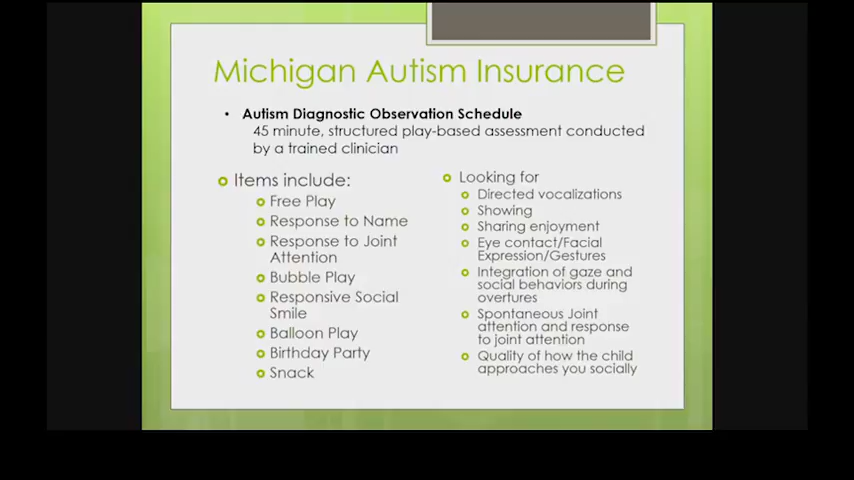 Michigan Autism Insurance
• Autism Diagnostic Observation Schedule
45 minute, structured play-based assessment conducted
by a trained clinician
Items include:
Free Play
Response to Name
Response to Joint
Attention
Bubble Play
Responsive Social
Smile
Balloon Play
Birthday Party
Snack
Looking for
Directed vocalizations
Showing
Sharing enjoyment
Eye contact/Facial
Expression/Gestures
Integration of gaze and
social behaviors during
overtures
Spontaneous Joint
attention and response
to joint attention
Quality of how the child
approaches you socially